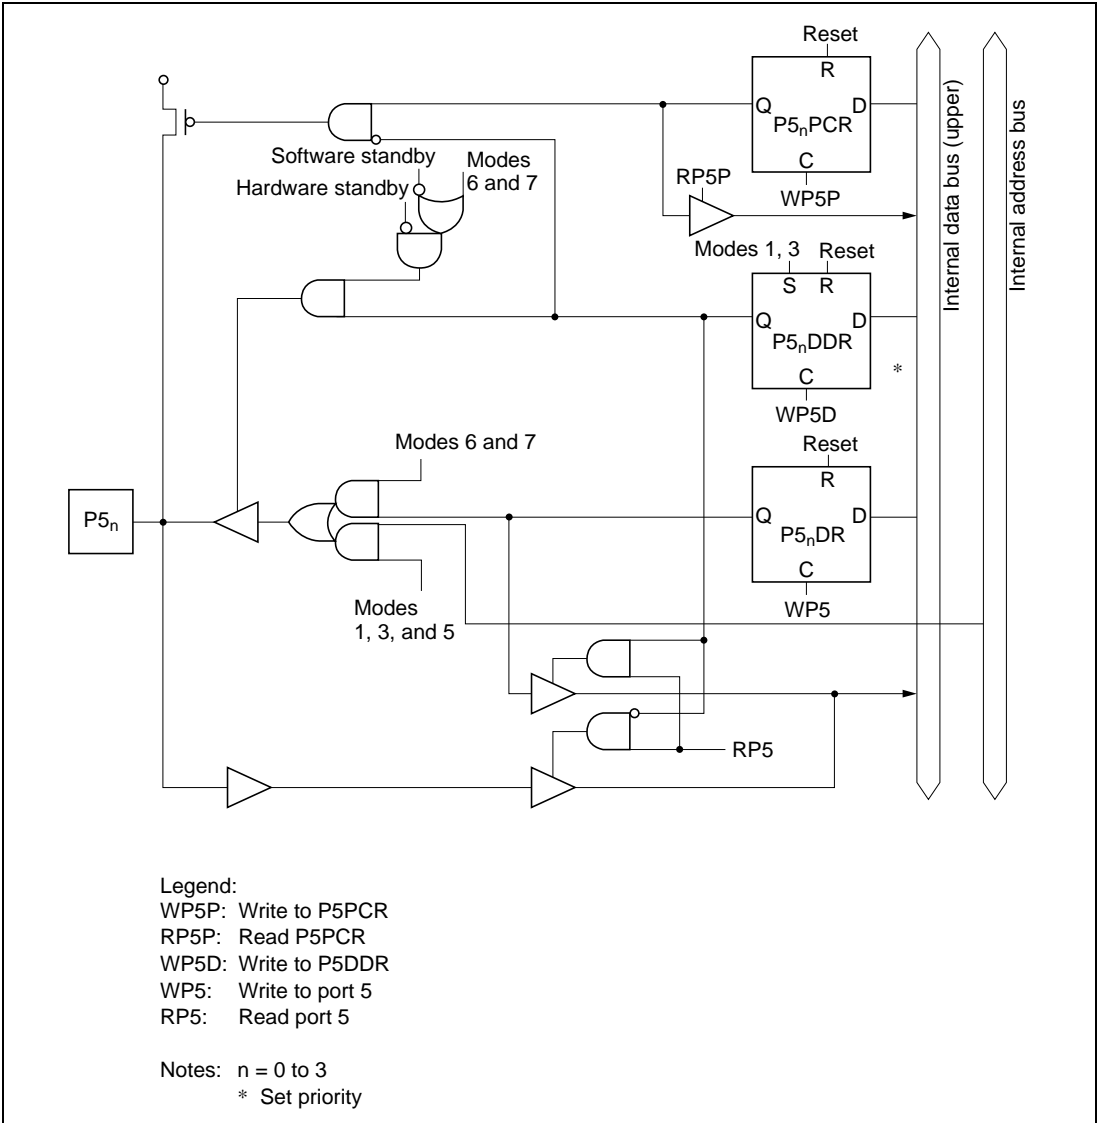 Reset
R
Q
D
P5nPCR
C
WP5P
Internal data bus (upper)
Internal address bus
Software standby
Modes
6 and 7
Hardware standby
RP5P
Modes 1, 3
Reset
S
R
Q
D
P5nDDR
C
*
WP5D
Modes 6 and 7
Reset
R
P5n
Q
D
P5nDR
C
WP5
Modes
1, 3, and 5
RP5
Legend:
WP5P: Write to P5PCR
RP5P: Read P5PCR
WP5D: Write to P5DDR
WP5: Write to port 5
RP5: Read port 5
Notes: n = 0 to 3
* Set priority